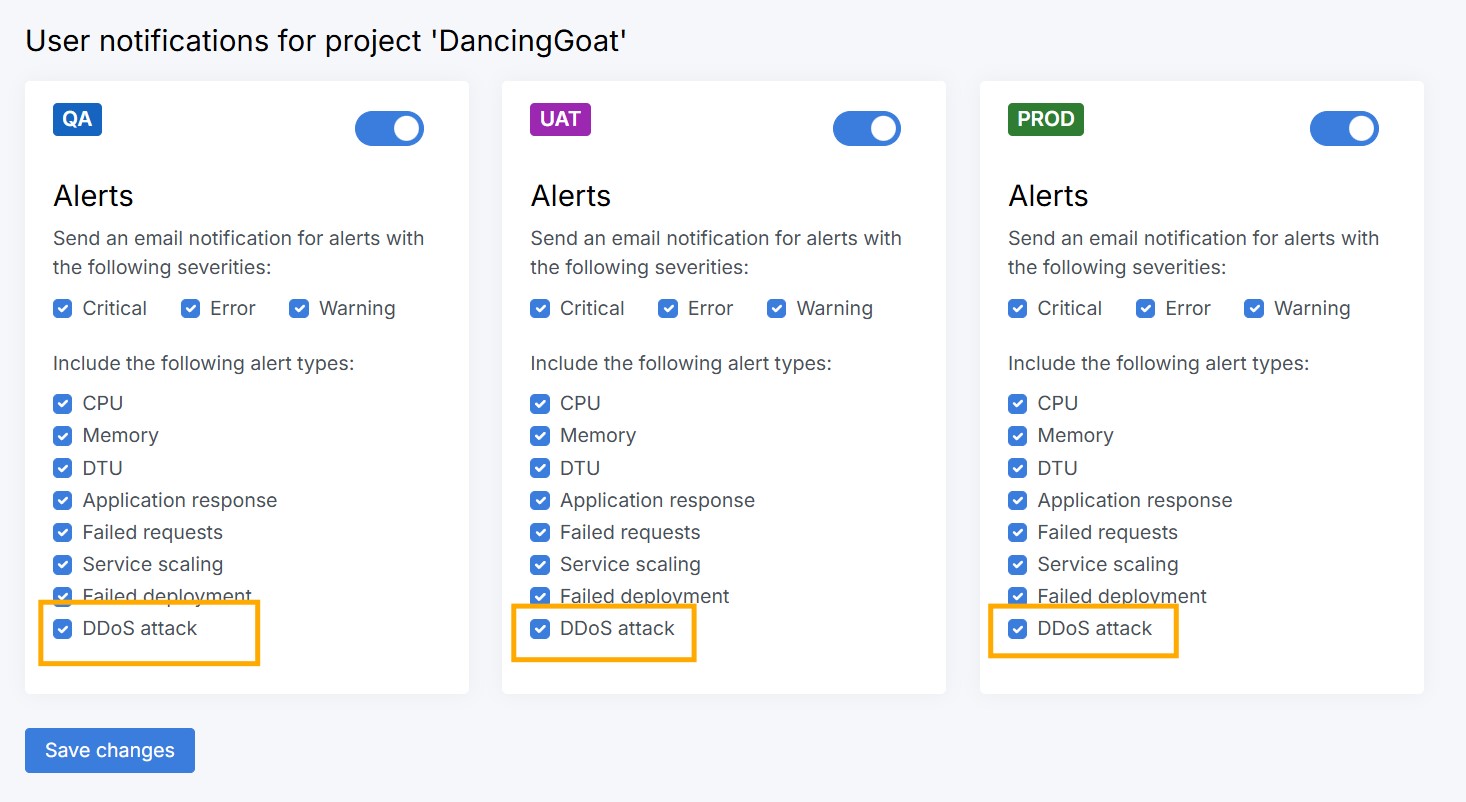 User notifications for project 'DancingGoat'
QA
Alerts
Send an email notification for alerts with
the following severities:
Critical Error Warning
Include the following alert types:
CPU
Memory
DTU
Application response
Failed requests
Service scaling
Failed deployment
DDoS attack
UAT
Alerts
Send an email notification for alerts with
the following severities:
Critical Error Warning
Include the following alert types:
CPU
Memory
DTU
Application response
Failed requests
Service scaling
Failed deployment
DDoS attack
PROD
Alerts
Send an email notification for alerts with
the following severities:
Critical Error Warning
Include the following alert types:
CPU
Memory
DTU
Application response
Failed requests
Service scaling
Failed deployment
DDoS attack
Save changes